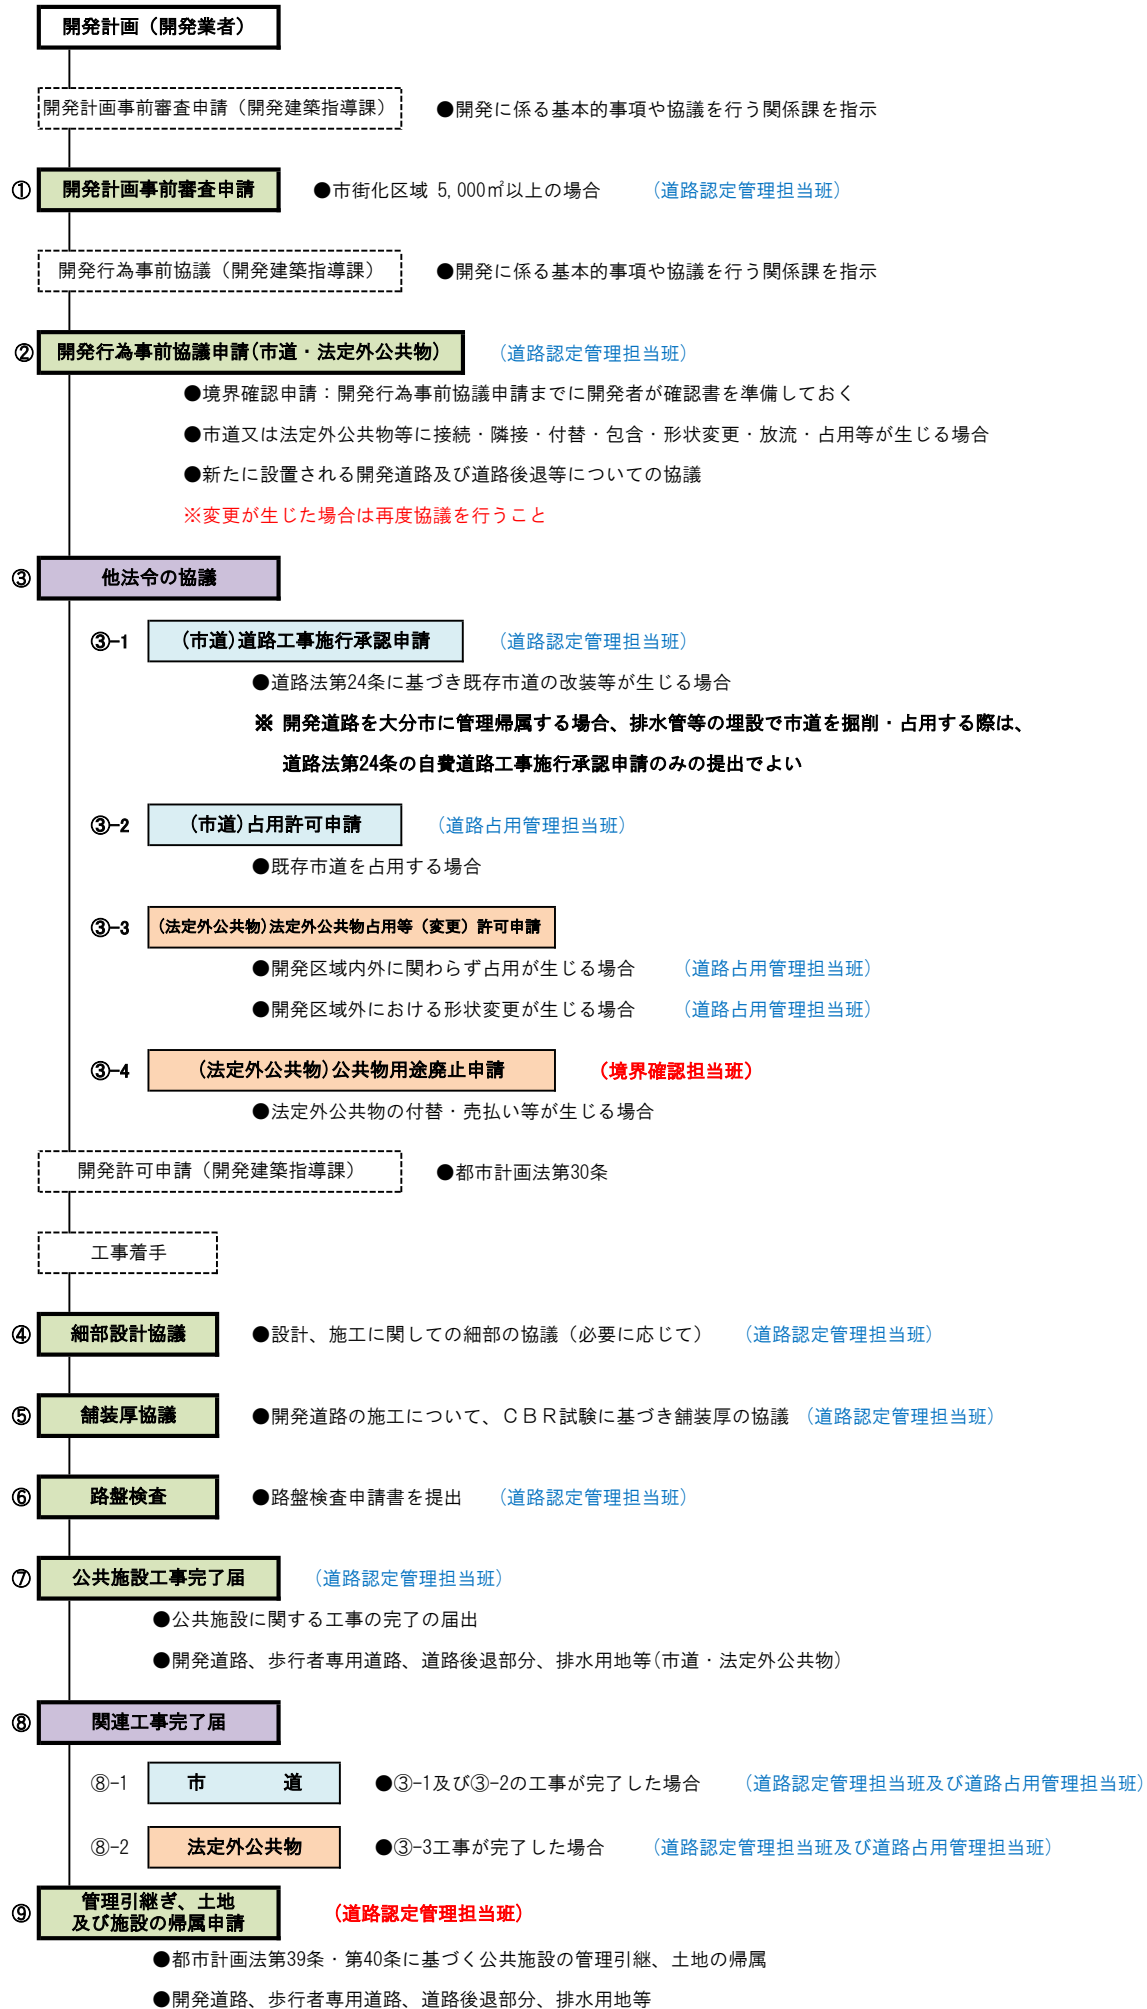 開発計画（開発業者）
開発計画事前審査申請（開発建築指導課） ●開発に係る基本的事項や協議を行う関係課を指示
① 開発計画事前審査申請 ●市街化区域 5,000㎡以上の場合 （道路認定管理担当班）
開発行為事前協議（開発建築指導課） ●開発に係る基本的事項や協議を行う関係課を指示
② 開発行為事前協議申請(市道・法定外公共物) （道路認定管理担当班）
●境界確認申請：開発行為事前協議申請までに開発者が確認書を準備しておく
●市道又は法定外公共物等に接続・隣接・付替・包含・形状変更・放流・占用等が生じる場合
●新たに設置される開発道路及び道路後退等についての協議
※変更が生じた場合は再度協議を行うこと
③ 他法令の協議
③-1 (市道)道路工事施行承認申請 （道路認定管理担当班）
●道路法第24条に基づき既存市道の改装等が生じる場合
※ 開発道路を大分市に管理帰属する場合、排水管等の埋設で市道を掘削・占用する際は、
道路法第24条の自費道路工事施行承認申請のみの提出でよい
③-2 (市道)占用許可申請 （道路占用管理担当班）
●既存市道を占用する場合
③-3 (法定外公共物)法定外公共物占用等（変更）許可申請
●開発区域内外に関わらず占用が生じる場合 （道路占用管理担当班）
●開発区域外における形状変更が生じる場合 （道路占用管理担当班）
③-4 (法定外公共物)公共物用途廃止申請 （境界確認担当班）
●法定外公共物の付替・売払い等が生じる場合
開発許可申請（開発建築指導課） ●都市計画法第30条
工事着手
④ 細部設計協議 ●設計、施工に関しての細部の協議（必要に応じて） （道路認定管理担当班）
⑤ 舗装厚協議 ●開発道路の施工について、ＣＢＲ試験に基づき舗装厚の協議 （道路認定管理担当班）
⑥ 路盤検査 ●路盤検査申請書を提出 （道路認定管理担当班）
⑦ 公共施設工事完了届 （道路認定管理担当班）
●公共施設に関する工事の完了の届出
●開発道路、歩行者専用道路、道路後退部分、排水用地等(市道・法定外公共物)
⑧ 関連工事完了届
⑧-1 市　　　道 ●③-1及び③-2の工事が完了した場合 （道路認定管理担当班及び道路占用管理担当班）
⑧-2 法定外公共物 ●③-3工事が完了した場合 （道路認定管理担当班及び道路占用管理担当班）
管理引継ぎ、土地
⑨ 及び施設の帰属申請 （道路認定管理担当班）
●都市計画法第39条・第40条に基づく公共施設の管理引継、土地の帰属
●開発道路、歩行者専用道路、道路後退部分、排水用地等